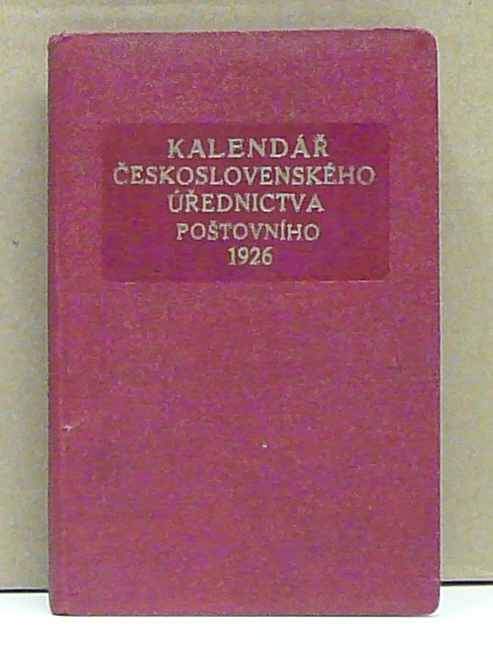 KALENDÁŘ
ČESKOSLOVENSKÉHO
ÚŘEDNICTVA
POŠTOVNÍHO
1926